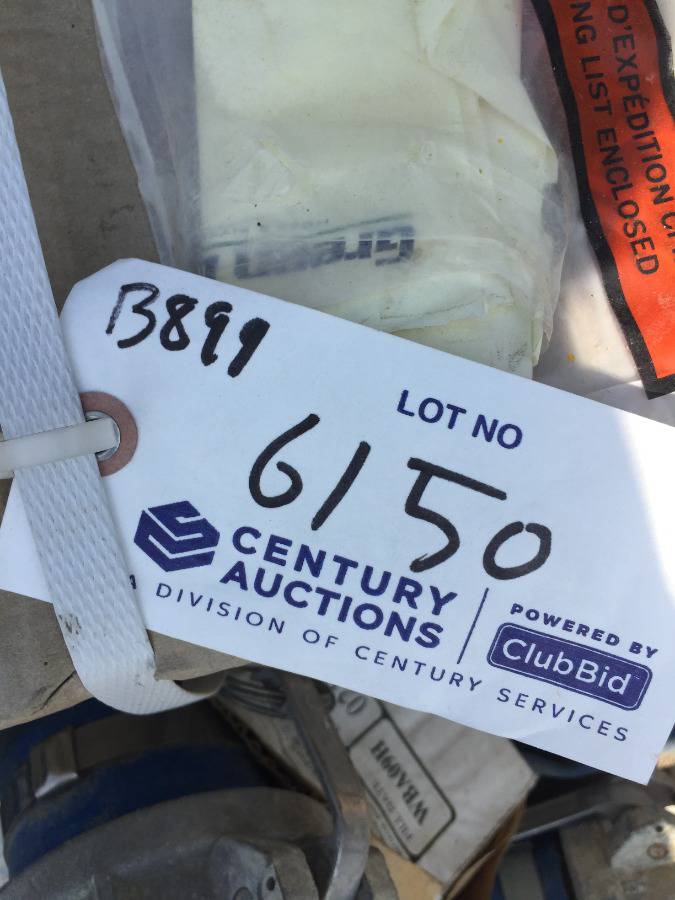 D'EXPÉDITION
NG LIST ENCLOSED
B899
LOT NO
6150
CENTURY
AUCTIONS
DIVISION OF CENTURY SERVICES
POWERED BY
ClubBid
WBA09H